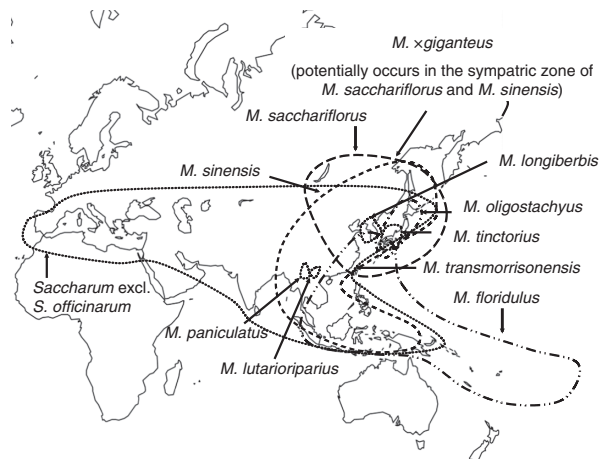 M. ×giganteus
(potentially occurs in the sympatric zone of
M. sacchariflorus and M. sinensis)
M. sacchariflorus
M. sinensis
M. longiberbis
M. oligostachyus
M. tinctorius
M. transmorrisonensis
M. floridulus
Saccharum excl.
S. officinarum
M. paniculatus
M. lutarioriparius